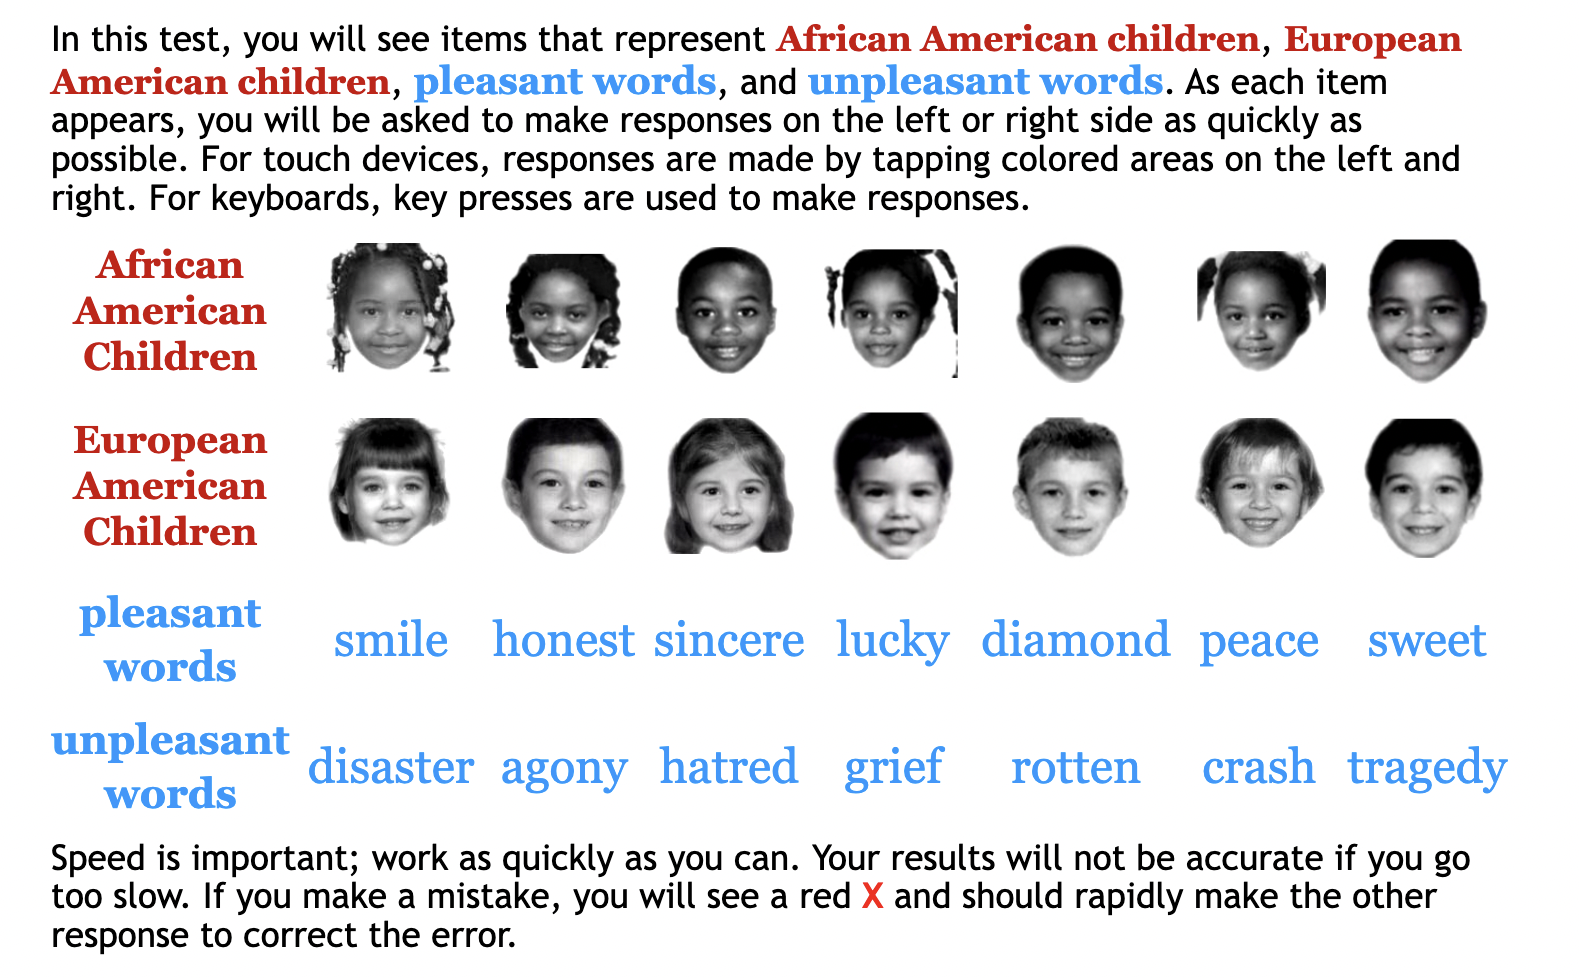 In this test, you will see items that represent African American children, European
American children, pleasant words, and unpleasant words. As each item
appears, you will be asked to make responses on the left or right side as quickly as
possible. For touch devices, responses are made by tapping colored areas on the left and
right. For keyboards, key presses are used to make responses.
African
American
Children
European
American
Children
pleasant
words
smile honest sincere lucky diamond peace sweet
unpleasant
words
disaster agony hatred grief rotten crash tragedy
Speed is important; work as quickly as you can. Your results will not be accurate if you go
too slow. If you make a mistake, you will see a red X and should rapidly make the other
response to correct the error.